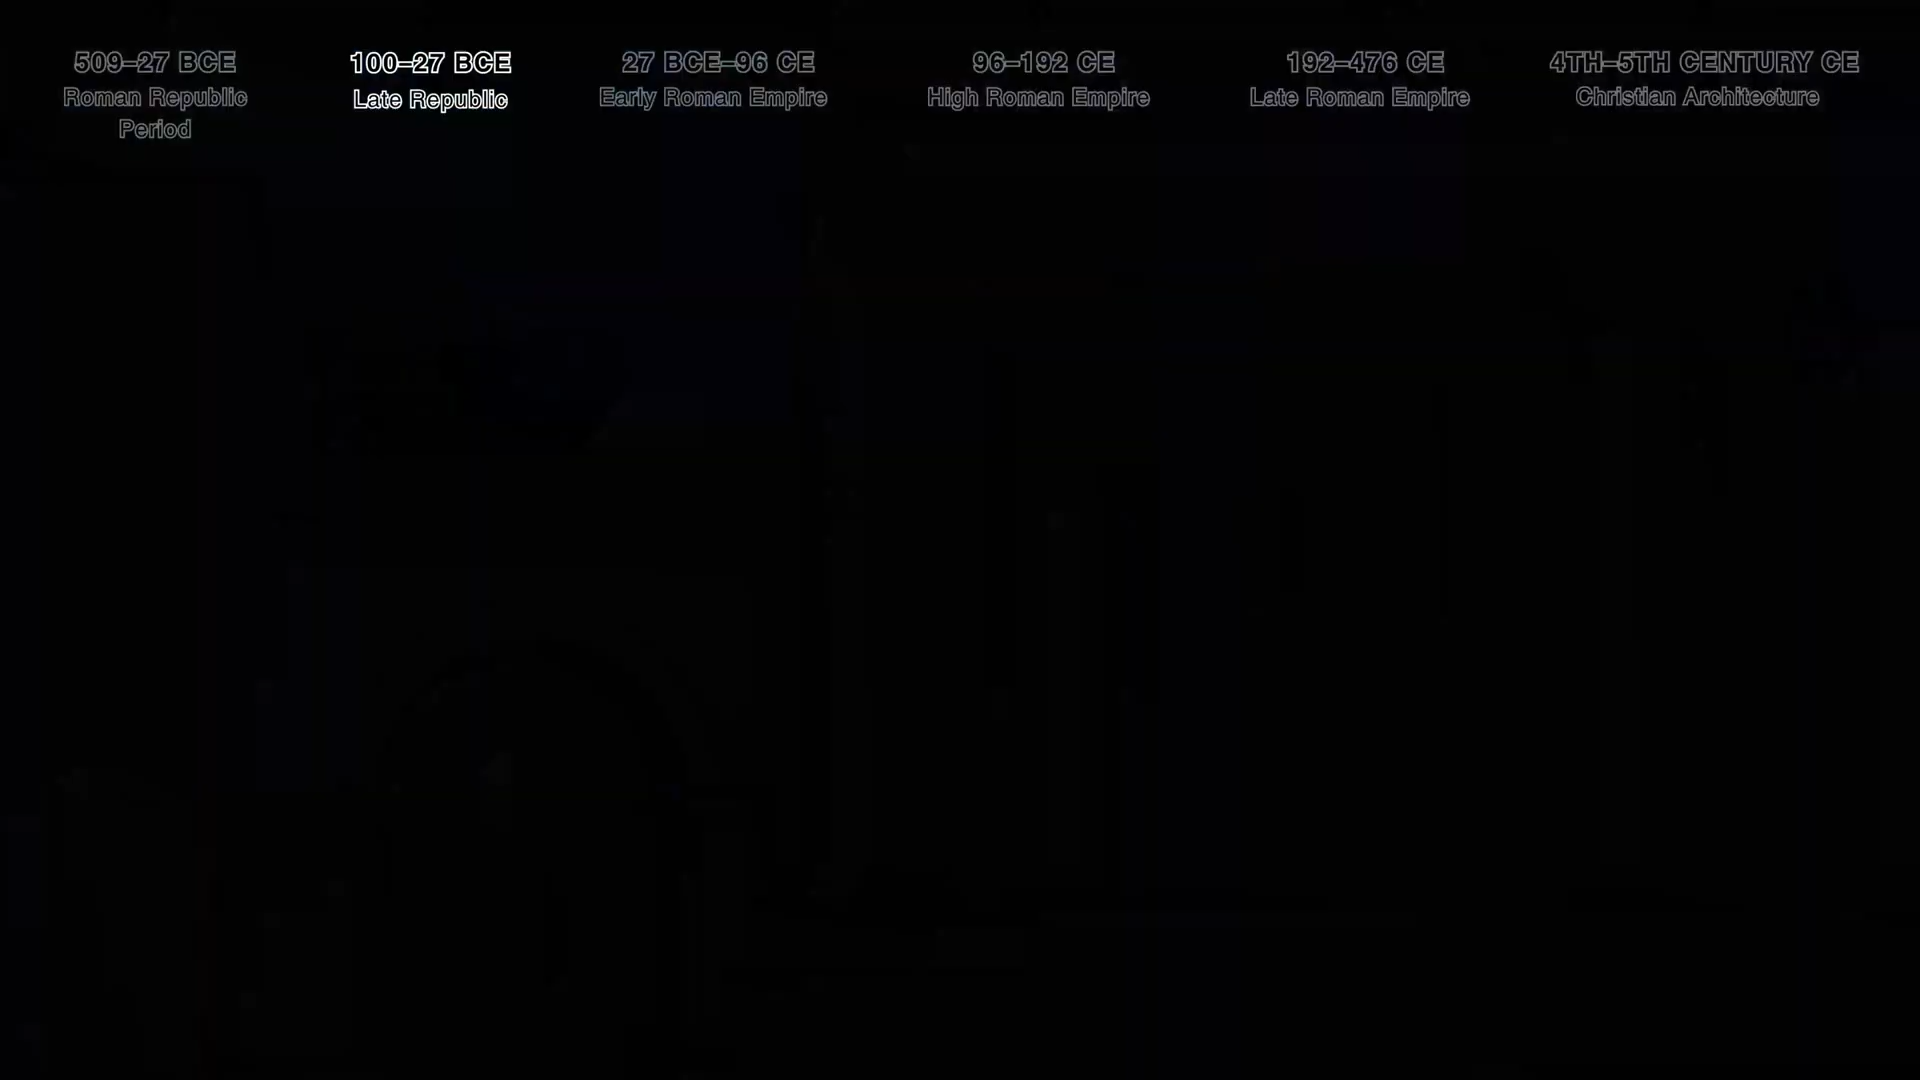 509–27 BCE
Roman Republic
Period
100–27 BCE
Late Republic
27 BCE–96 CE
Early Roman Empire
96–192 CE
High Roman Empire
192–476 CE
Late Roman Empire
4TH–5TH CENTURY CE
Christian Architecture